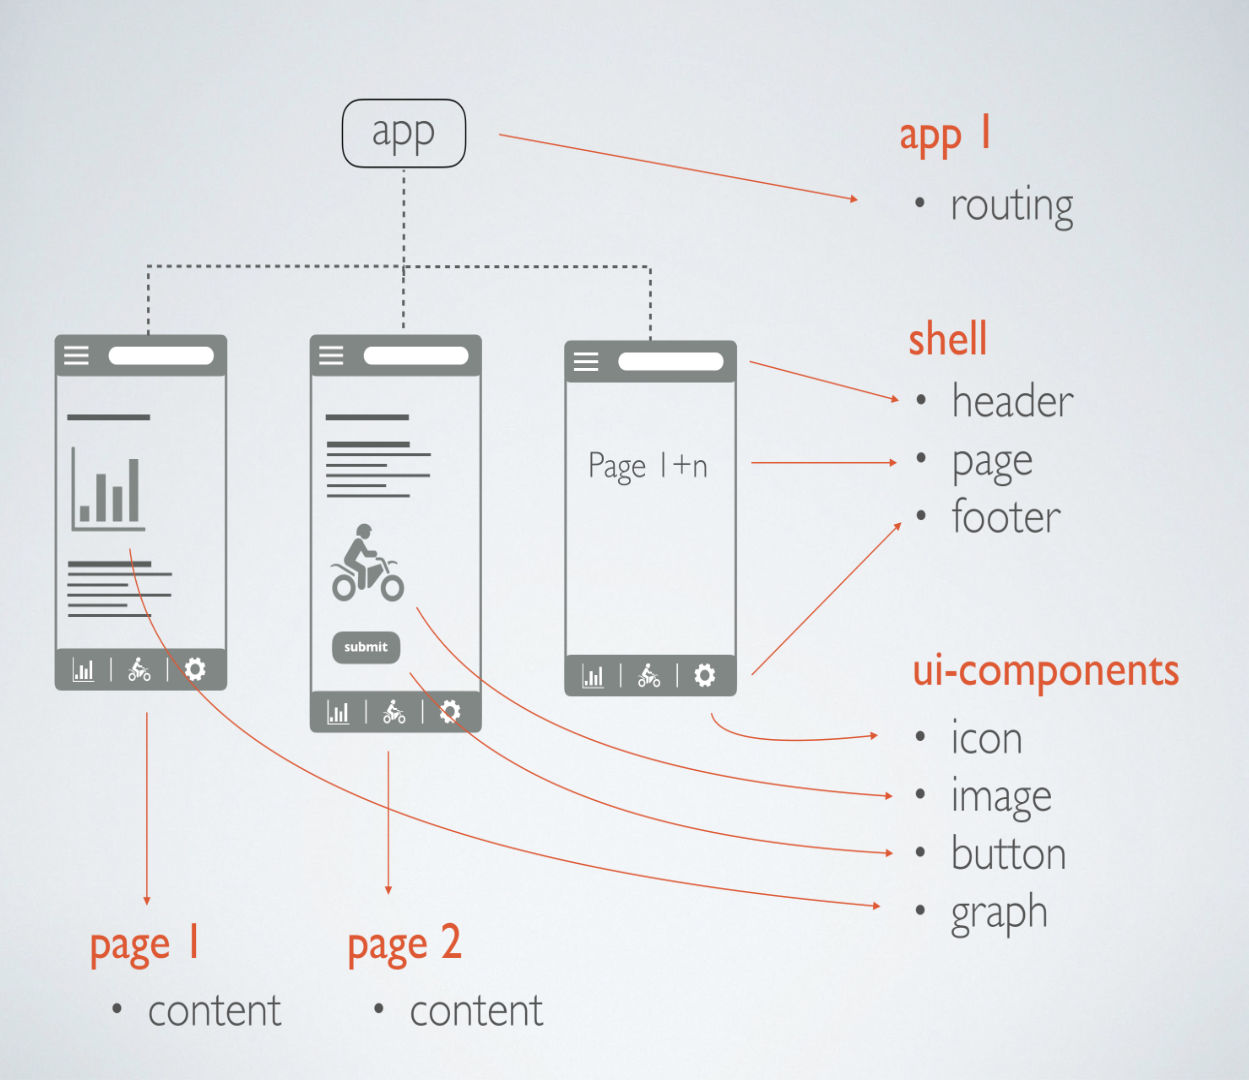 app
app 1
• routing
shell
• header
• page
• footer
Page 1+n
submit
ui-components
• icon
• image
• button
• graph
page 1
• content
page 2
• content